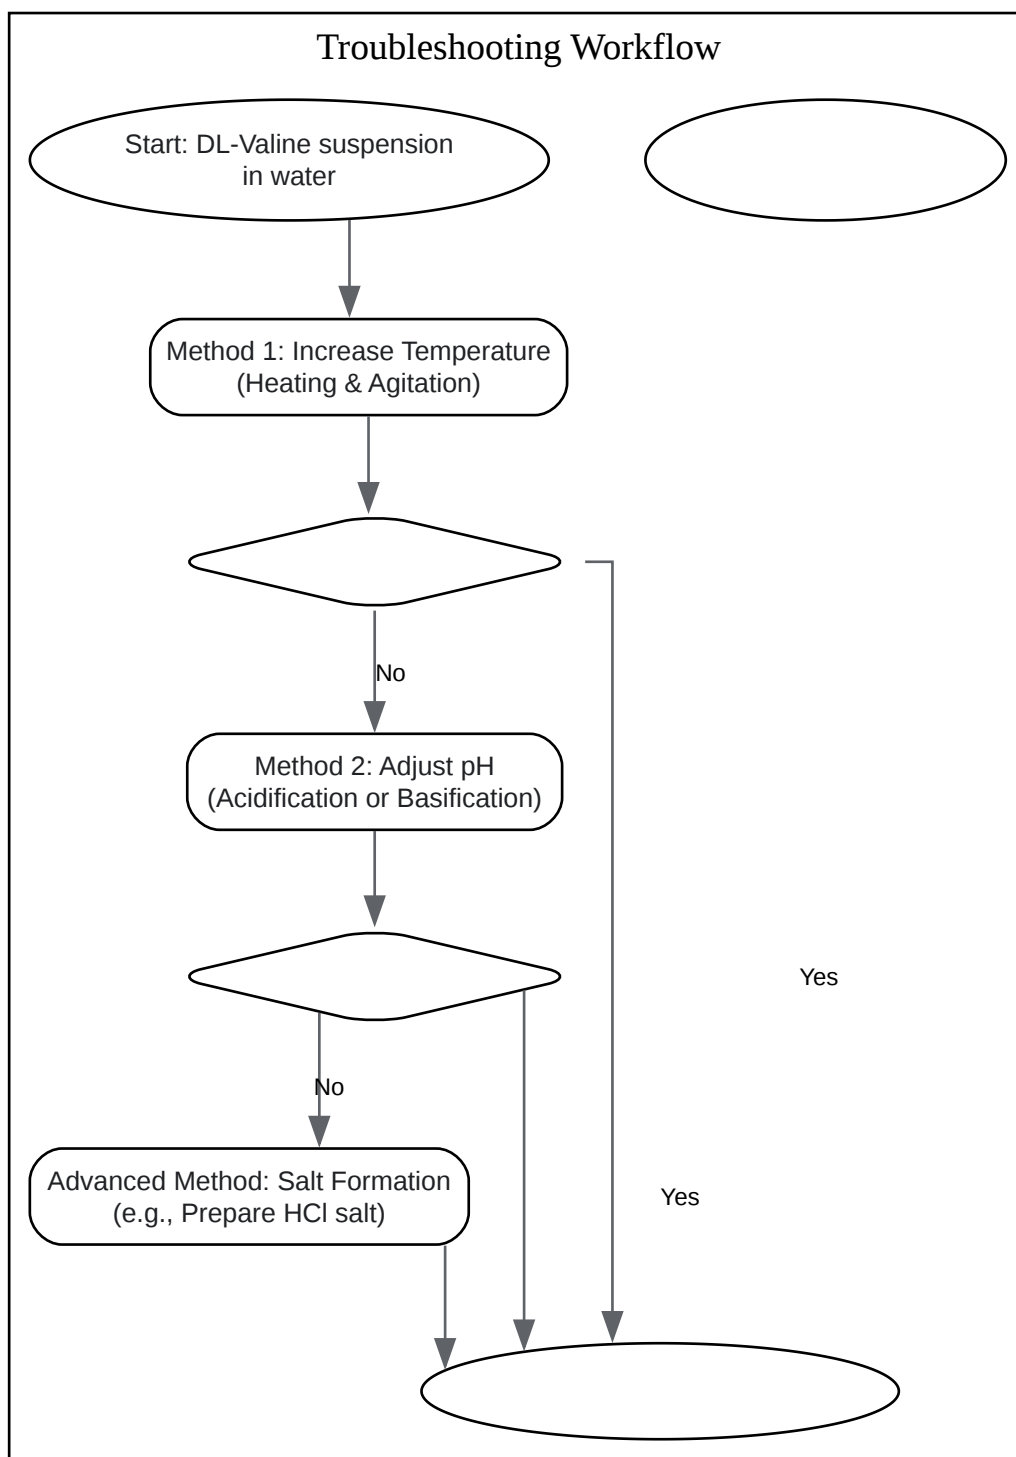 Troubleshooting Workflow
Start: DL-Valine suspension
in water
Method 1: Increase Temperature
(Heating & Agitation)
No
Method 2: Adjust pH
(Acidification or Basification)
Yes
No
Advanced Method: Salt Formation
(e.g., Prepare HCl salt)
Yes